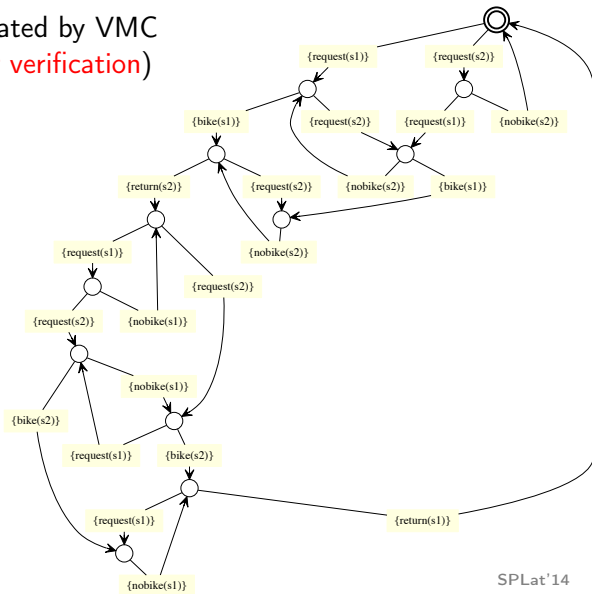 ated by VMC
verification)
{request(s1)}
{request(s2)}
{bike(s1)}
{request(s2)}
{request(s1)}
{nobike(s2)}
{return(s2)}
{request(s2)}
{nobike(s2)}
{bike(s1)}
{request(s1)}
{nobike(s2)}
{request(s2)}
{request(s2)}
{nobike(s1)}
{nobike(s1)}
{bike(s2)}
{request(s1)}
{bike(s2)}
{request(s1)}
{return(s1)}
{nobike(s1)}
SPLat'14